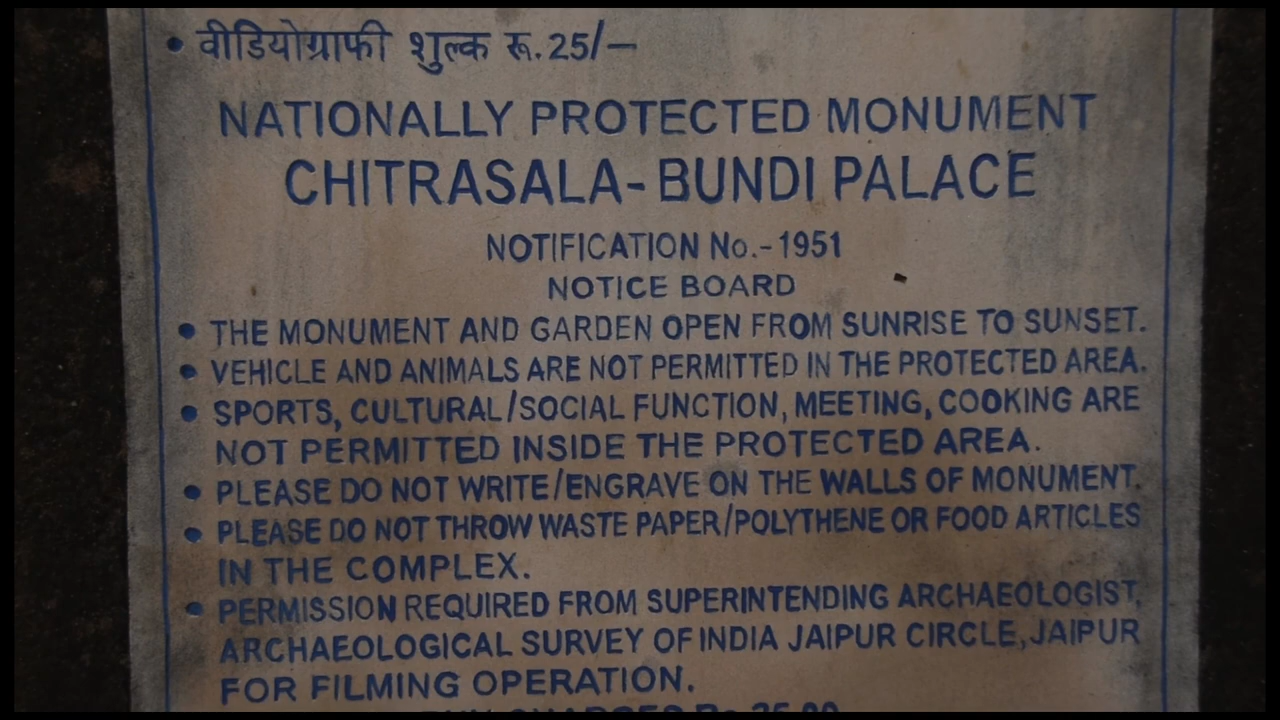 • वीडियोग्राफी शुल्क रू. 25/—
NATIONALLY PROTECTED MONUMENT
CHITRASALA-BUNDI PALACE
NOTIFICATION No.-1951
NOTICE BOARD
• THE MONUMENT AND GARDEN OPEN FROM SUNRISE TO SUNSET.
• VEHICLE AND ANIMALS ARE NOT PERMITTED IN THE PROTECTED AREA.
• SPORTS, CULTURAL/SOCIAL FUNCTION, MEETING, COOKING ARE
NOT PERMITTED INSIDE THE PROTECTED AREA.
• PLEASE DO NOT WRITE/ENGRAVE ON THE WALLS OF MONUMENT.
• PLEASE DO NOT THROW WASTE PAPER/POLYTHENE OR FOOD ARTICLES
IN THE COMPLEX.
• PERMISSION REQUIRED FROM SUPERINTENDING ARCHAEOLOGIST,
ARCHAEOLOGICAL SURVEY OF INDIA JAIPUR CIRCLE, JAIPUR
FOR FILMING OPERATION.
CHARGES Rs.